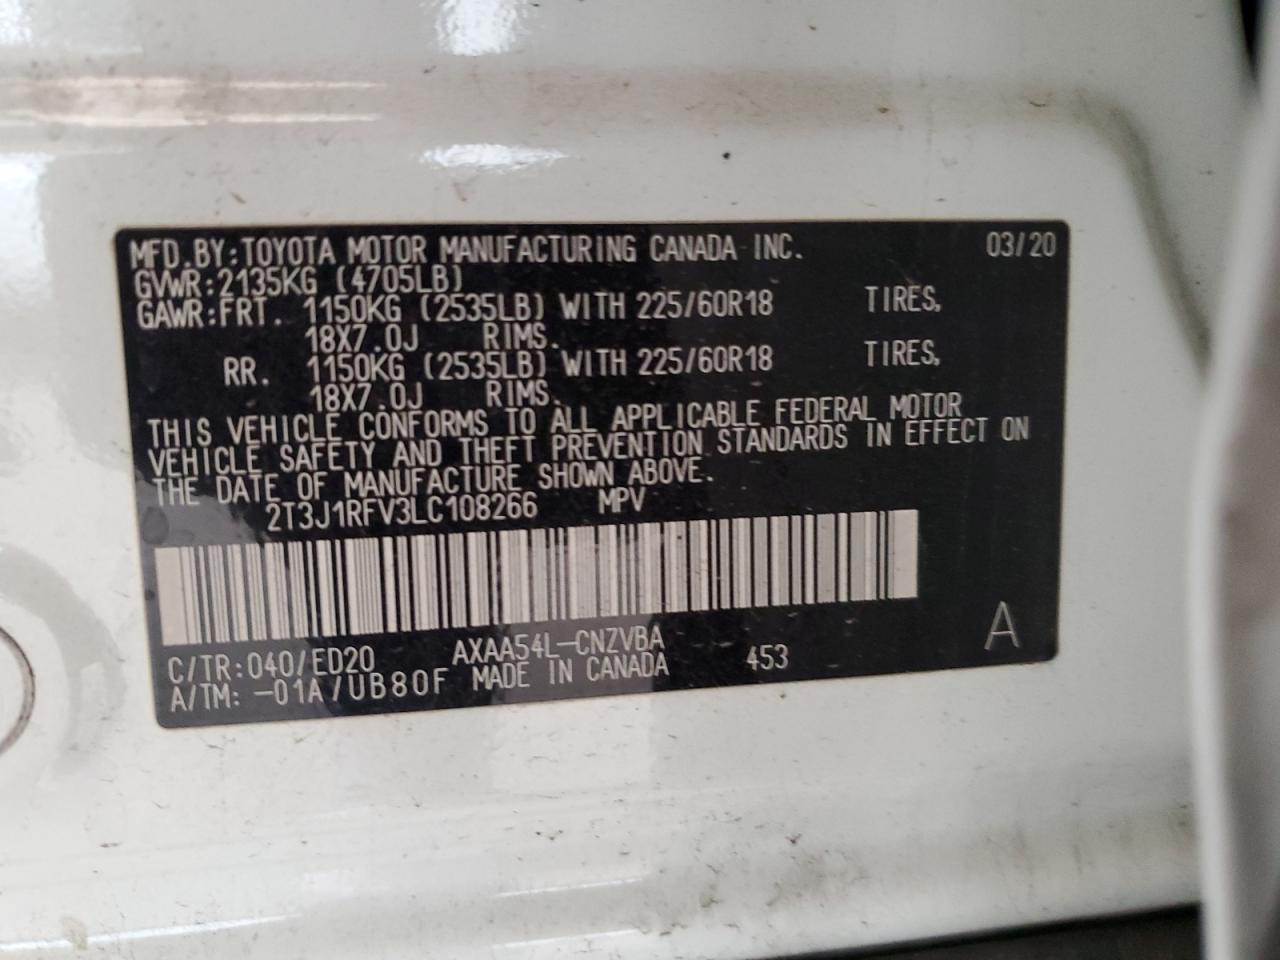 MFD.BY:TOYOTA MOTOR MANUFACTURING CANADA INC. 03/20
GVWR:2135KG (4705LB)
GAWR:FRT. 1150KG (2535LB) WITH 225/60R18 TIRES,
18X7.0J RIMS.
RR. 1150KG (2535LB) WITH 225/60R18 TIRES,
18X7.0J RIMS.
THIS VEHICLE CONFORMS TO ALL APPLICABLE FEDERAL MOTOR
VEHICLE SAFETY AND THEFT PREVENTION STANDARDS IN EFFECT ON
THE DATE OF MANUFACTURE SHOWN ABOVE.
2T3J1RFV3LC108266 MPV
C/TR:040/ED20 AXAA54L-CNZVBA 453 A
A/TM: -01A/UB80F MADE IN CANADA